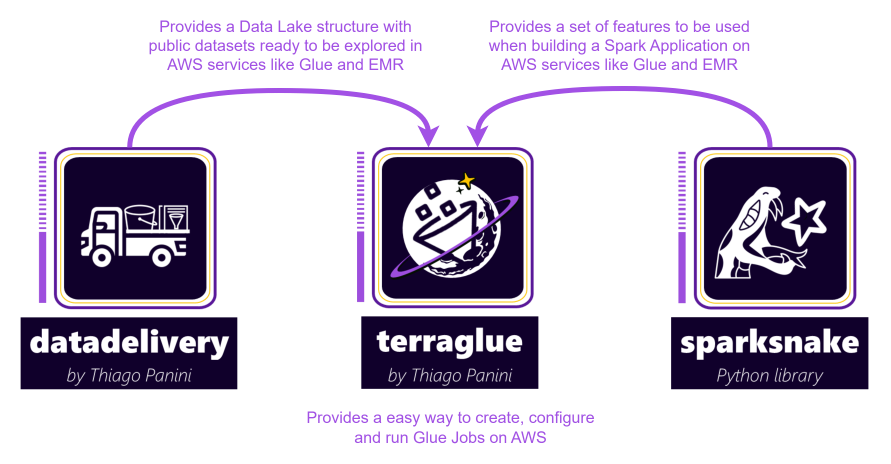 Provides a Data Lake structure with
public datasets ready to be explored in
AWS services like Glue and EMR
Provides a set of features to be used
when building a Spark Application on
AWS services like Glue and EMR
datadelivery
by Thiago Panini
terraglue
by Thiago Panini
sparksnake
Python library
Provides a easy way to create, configure
and run Glue Jobs on AWS